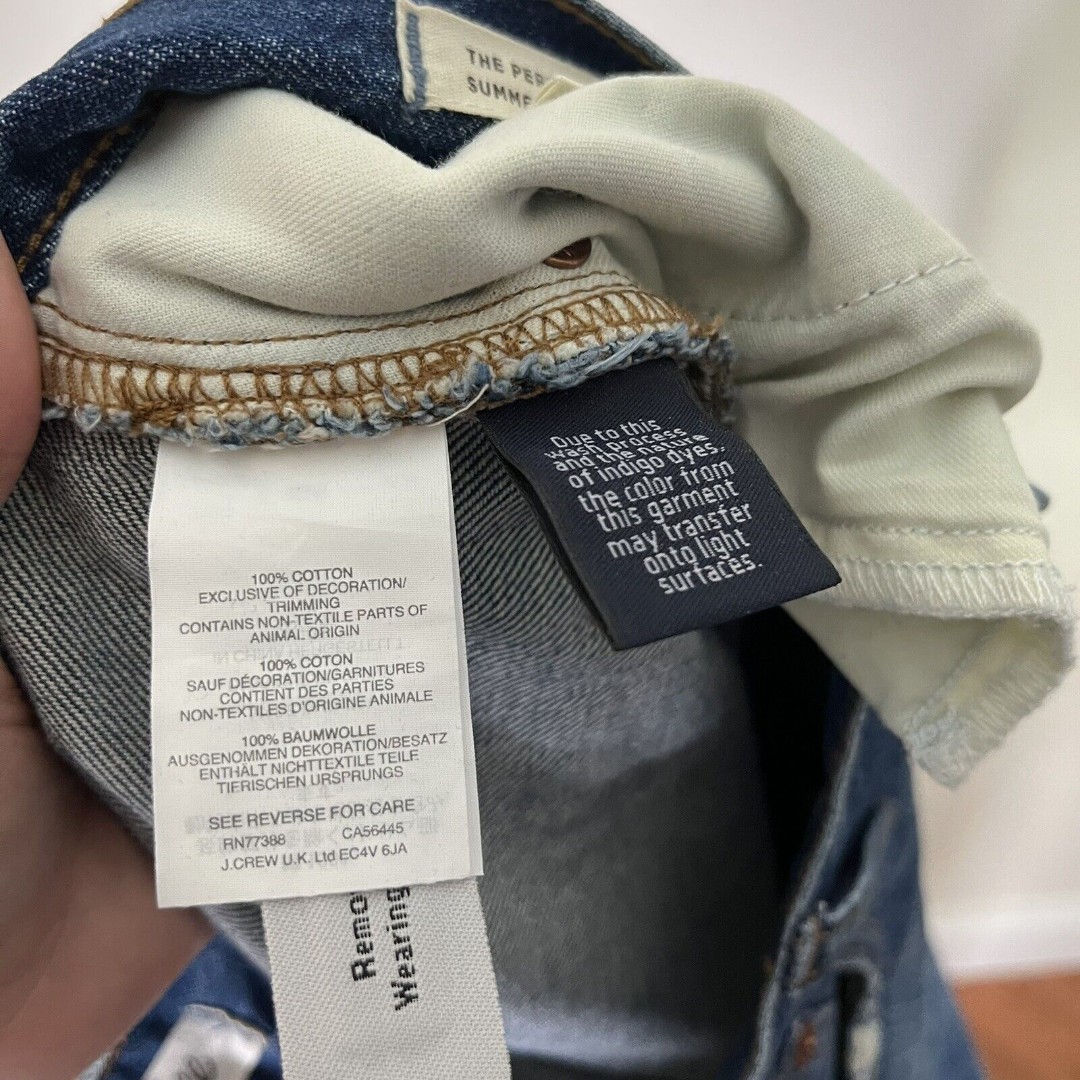 THE PER
SUMME
Due to this
wash process
and the nature
of indigo dyes,
the color from
this garment
may transfer
onto light
surfaces.
100% COTTON
EXCLUSIVE OF DECORATION/
TRIMMING
CONTAINS NON-TEXTILE PARTS OF
ANIMAL ORIGIN
100% COTON
SAUF DÉCORATION/GARNITURES
CONTIENT DES PARTIES
NON-TEXTILES D'ORIGINE ANIMALE
100% BAUMWOLLE
AUSGENOMMEN DEKORATION/BESATZ
ENTHÄLT NICHTTEXTILE TEILE
TIERISCHEN URSPRUNGS
SEE REVERSE FOR CARE
RN77388 CA56445
J.CREW U.K. Ltd EC4V 6JA
Remo
Wearing